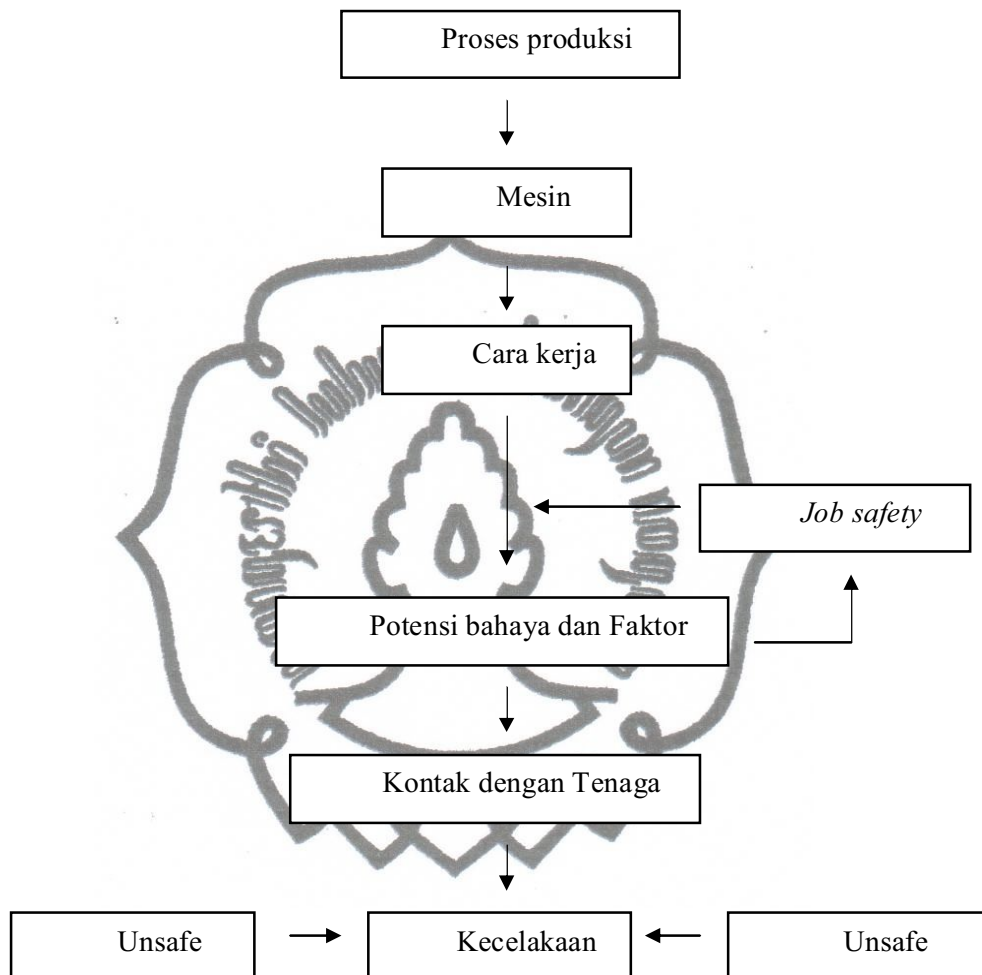 Proses produksi
Mesin
Cara kerja
Job safety
Potensi bahaya dan Faktor
Kontak dengan Tenaga
Unsafe
Kecelakaan
Unsafe